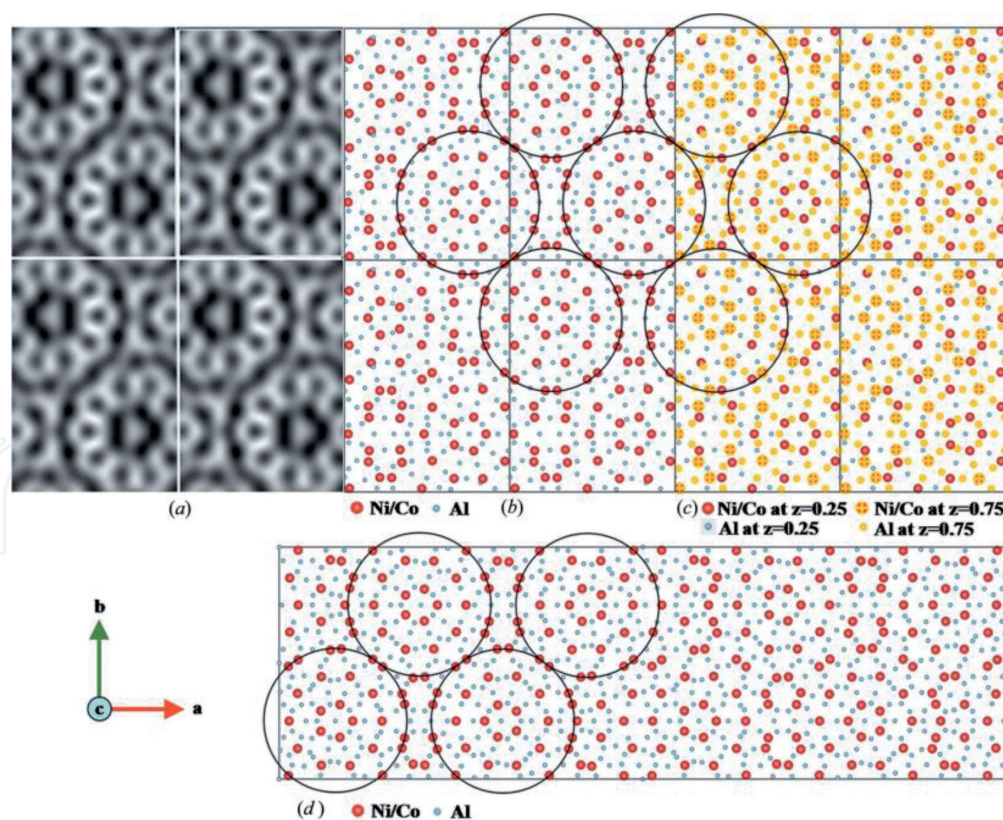 (a)
Ni/Co Al
(b)
(c)
Ni/Co at z=0.25 Ni/Co at z=0.75
Al at z=0.25 Al at z=0.75
b
c
a
(d)
Ni/Co Al